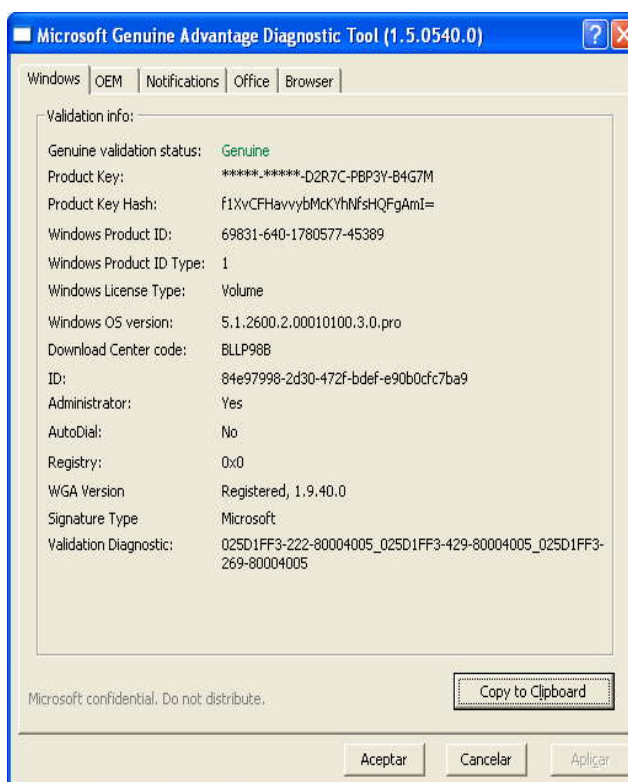 Microsoft Genuine Advantage Diagnostic Tool (1.5.0540.0)
Windows OEM Notifications Office Browser
Validation info:
Genuine validation status: Genuine
Product Key: *****-*****-D2R7C-PBP3Y-B4G7M
Product Key Hash: f1XvCFHavvybMcKYhNfsHQFgAmI=
Windows Product ID: 69831-640-1780577-45389
Windows Product ID Type: 1
Windows License Type: Volume
Windows OS version: 5.1.2600.2.00010100.3.0.pro
Download Center code: BLLP98B
ID: 84e97998-2d30-472f-bdef-e90b0cfc7ba9
Administrator: Yes
AutoDial: No
Registry: 0x0
WGA Version Registered, 1.9.40.0
Signature Type Microsoft
Validation Diagnostic: 025D1FF3-222-80004005_025D1FF3-429-80004005_025D1FF3-
269-80004005
Microsoft confidential. Do not distribute.
Copy to Clipboard
Aceptar Cancelar Aplicar